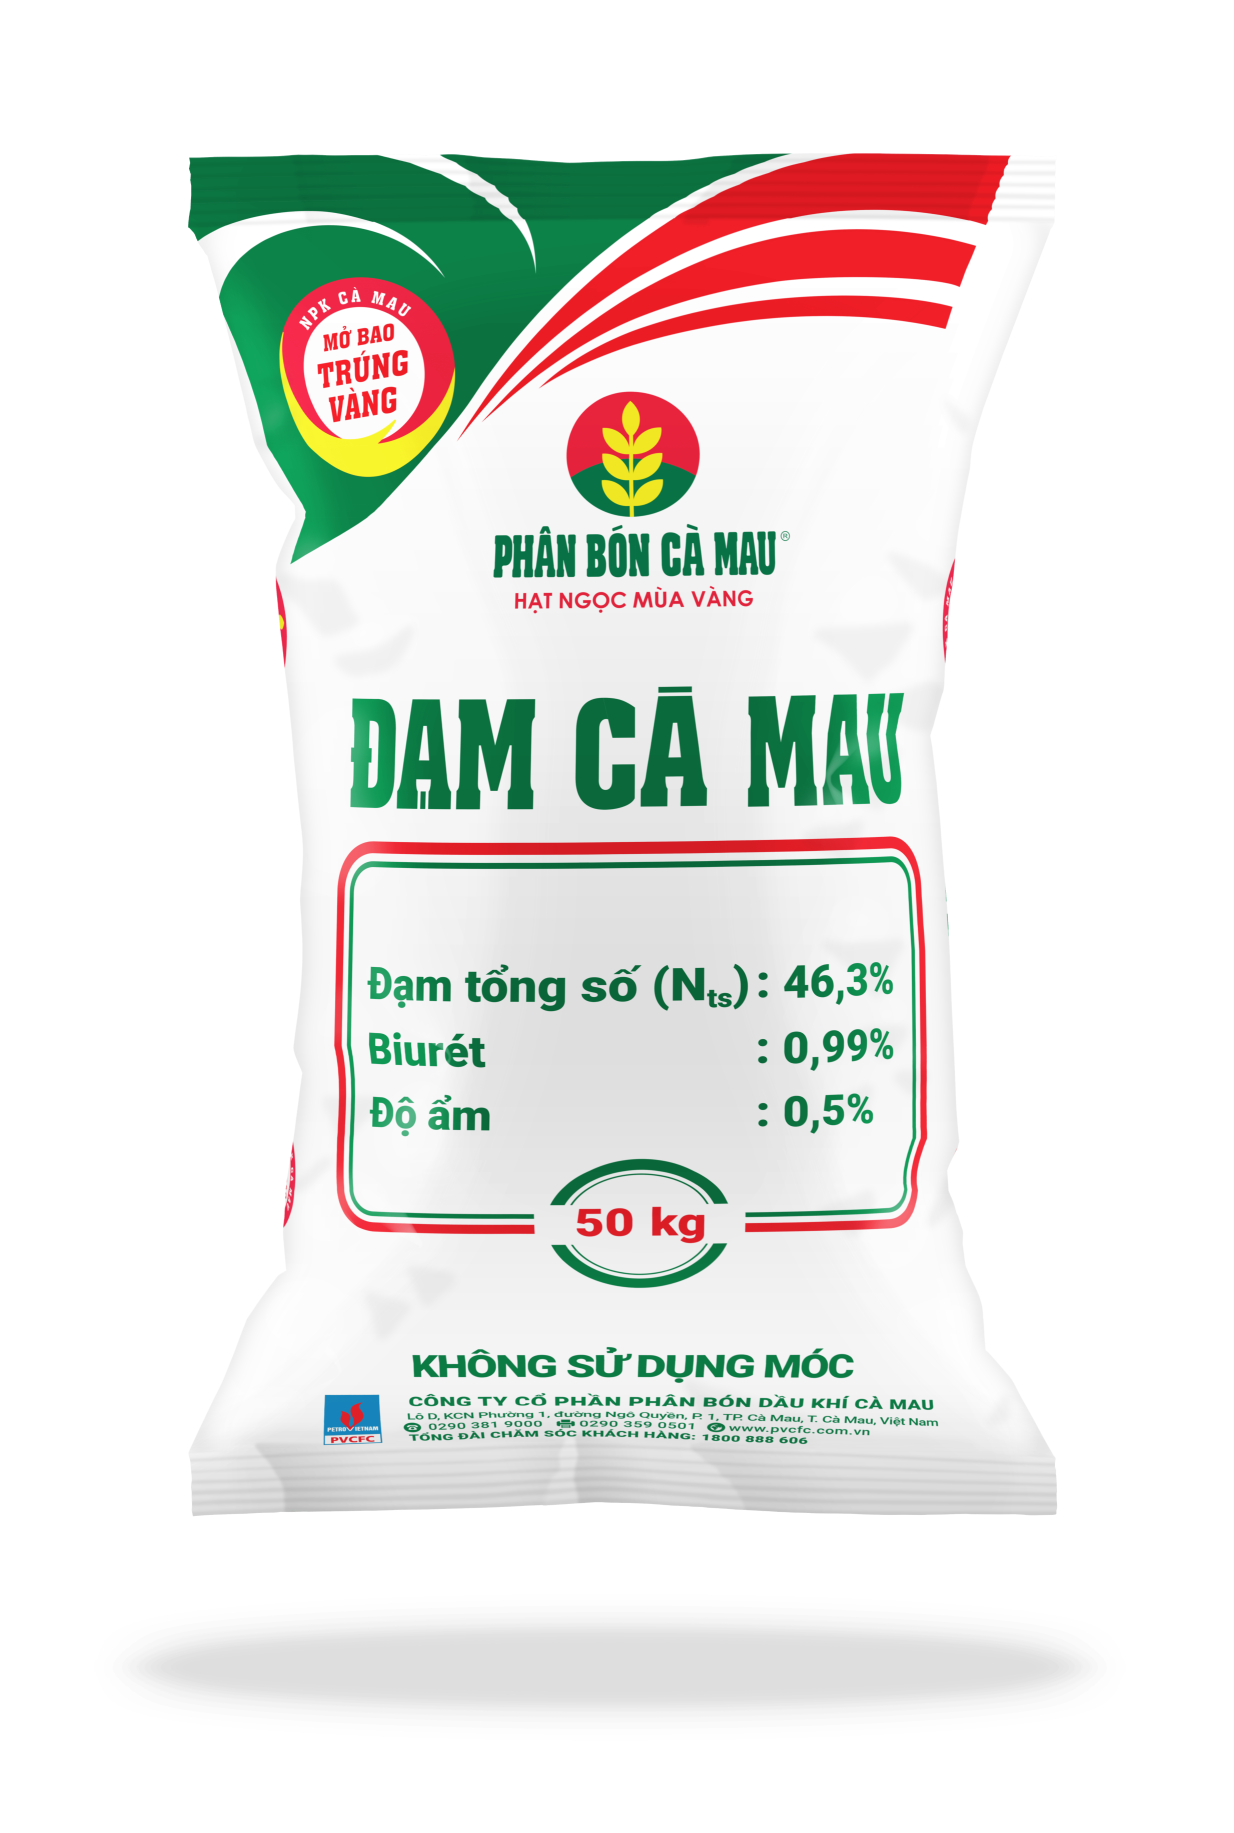 NPK CÀ MAU
MỞ BAO
TRÚNG
VÀNG
PHÂN BÓN CÀ MAU®
HẠT NGỌC MÙA VÀNG
ĐẠM CÀ MAU
Đạm tổng số (Nts) : 46,3%
Biurét : 0,99%
Độ ẩm : 0,5%
50 kg
KHÔNG SỬ DỤNG MÓC
PETROVIETNAM
PVCFC
CÔNG TY CỔ PHẦN PHÂN BÓN DẦU KHÍ CÀ MAU
Lô D, KCN Phường 1, đường Ngô Quyền, P. 1, TP. Cà Mau, T. Cà Mau, Việt Nam
0290 381 9000 0290 359 0501 www.pvcfc.com.vn
TỔNG ĐÀI CHĂM SÓC KHÁCH HÀNG: 1800 888 606